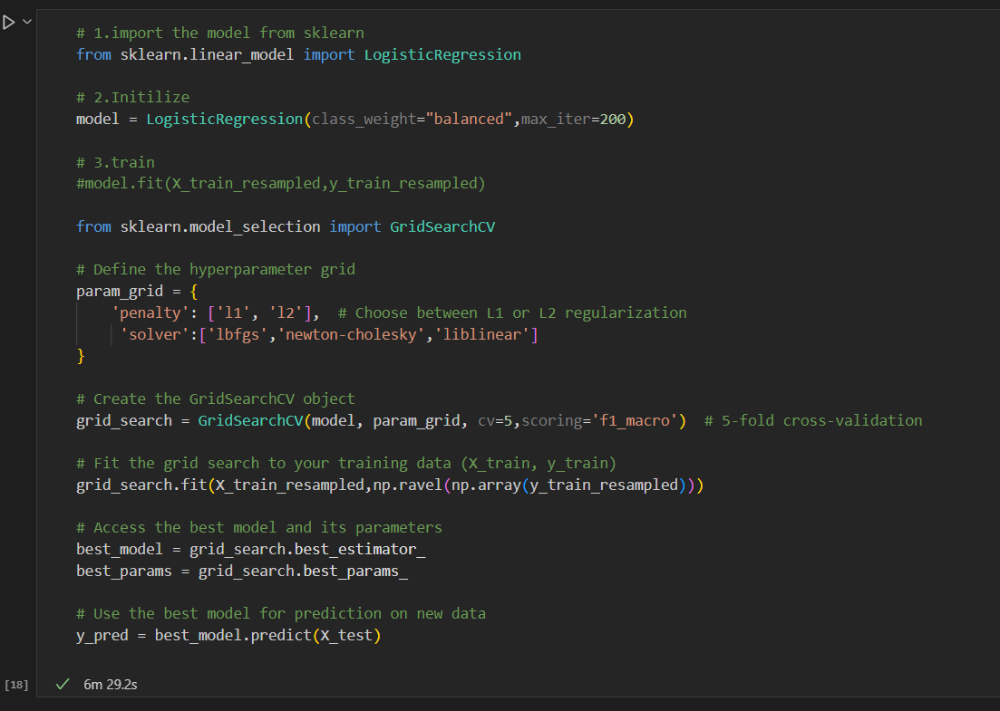 # 1.import the model from sklearn
from sklearn.linear_model import LogisticRegression
# 2.Initilize
model = LogisticRegression(class_weight="balanced",max_iter=200)
# 3.train
#model.fit(X_train_resampled,y_train_resampled)
from sklearn.model_selection import GridSearchCV
# Define the hyperparameter grid
param_grid = {
'penalty': ['l1', 'l2'],  # Choose between L1 or L2 regularization
'solver':['lbfgs','newton-cholesky','liblinear']
}
# Create the GridSearchCV object
grid_search = GridSearchCV(model, param_grid, cv=5,scoring='f1_macro')  # 5-fold cross-validation
# Fit the grid search to your training data (X_train, y_train)
grid_search.fit(X_train_resampled,np.ravel(np.array(y_train_resampled)))
# Access the best model and its parameters
best_model = grid_search.best_estimator_
best_params = grid_search.best_params_
# Use the best model for prediction on new data
y_pred = best_model.predict(X_test)
[18] 6m 29.2s